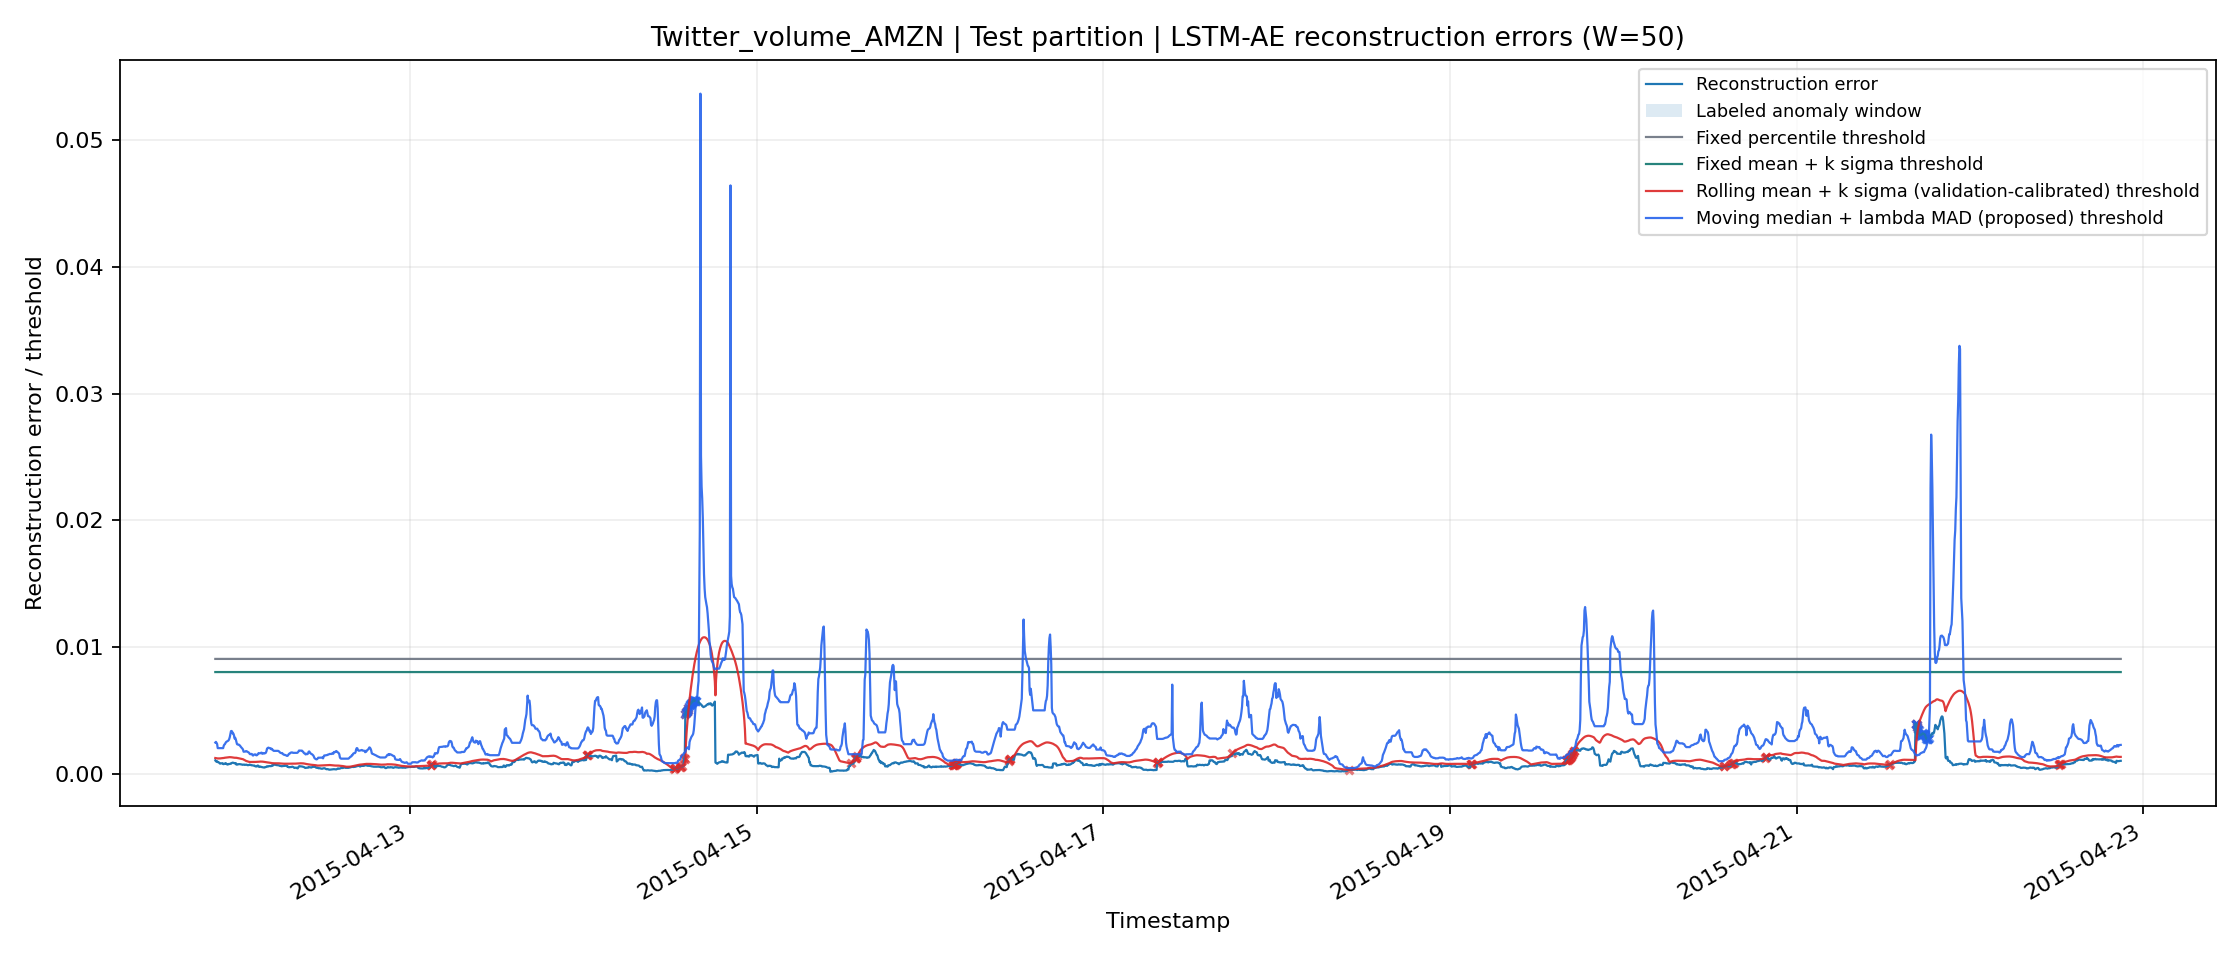 Twitter_volume_AMZN | Test partition | LSTM-AE reconstruction errors (W=50)
Reconstruction error
Labeled anomaly window
Fixed percentile threshold
Fixed mean + k sigma threshold
Rolling mean + k sigma (validation-calibrated) threshold
Moving median + lambda MAD (proposed) threshold
Reconstruction error / threshold
0.05
0.04
0.03
0.02
0.01
0.00
2015-04-13
2015-04-15
2015-04-17
2015-04-19
2015-04-21
2015-04-23
Timestamp